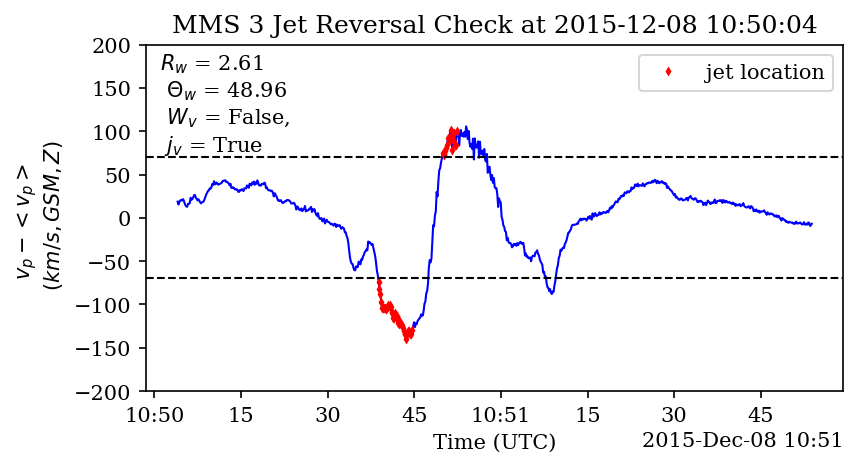 MMS 3 Jet Reversal Check at 2015-12-08 10:50:04
R_w = 2.61
Θ_w = 48.96
W_v = False,
j_v = True
jet location
v_p − < v_p >
(km/s, GSM, Z)
200
150
100
50
0
−50
−100
−150
−200
10:50 15 30 45 10:51 15 30 45
Time (UTC)
2015-Dec-08 10:51